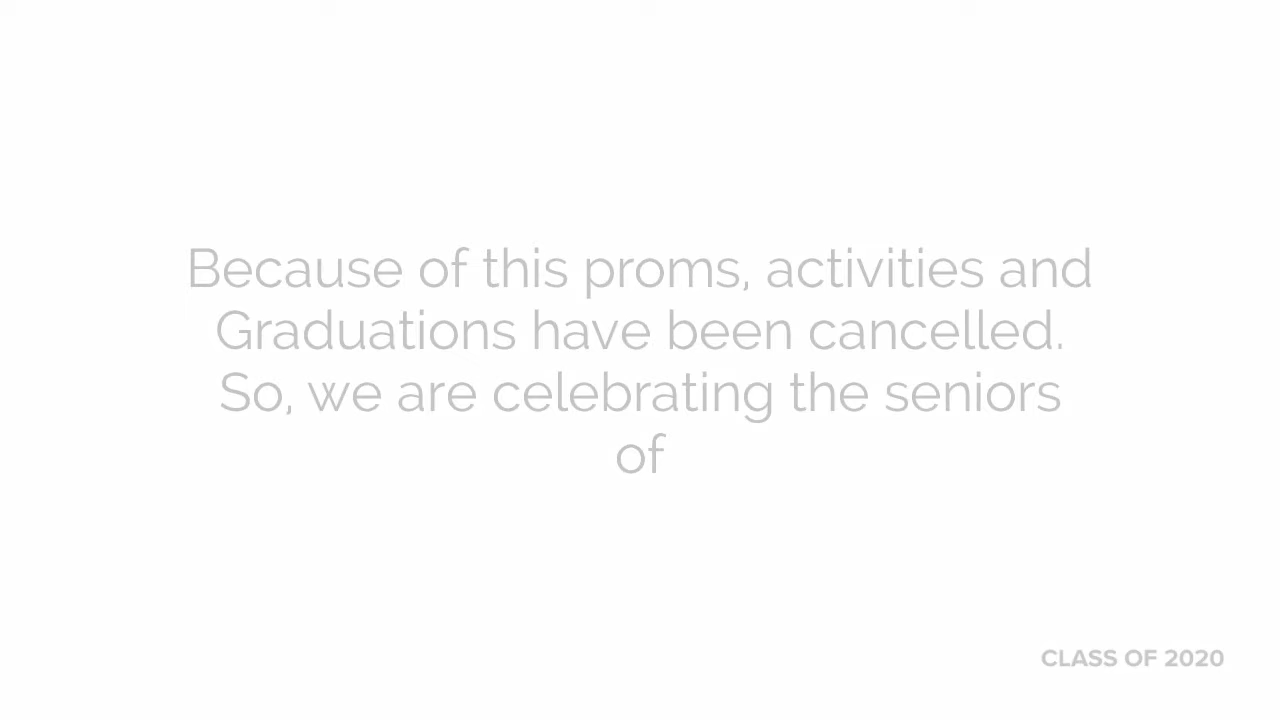 Because of this proms, activities and
Graduations have been cancelled.
So, we are celebrating the seniors
of
CLASS OF 2020